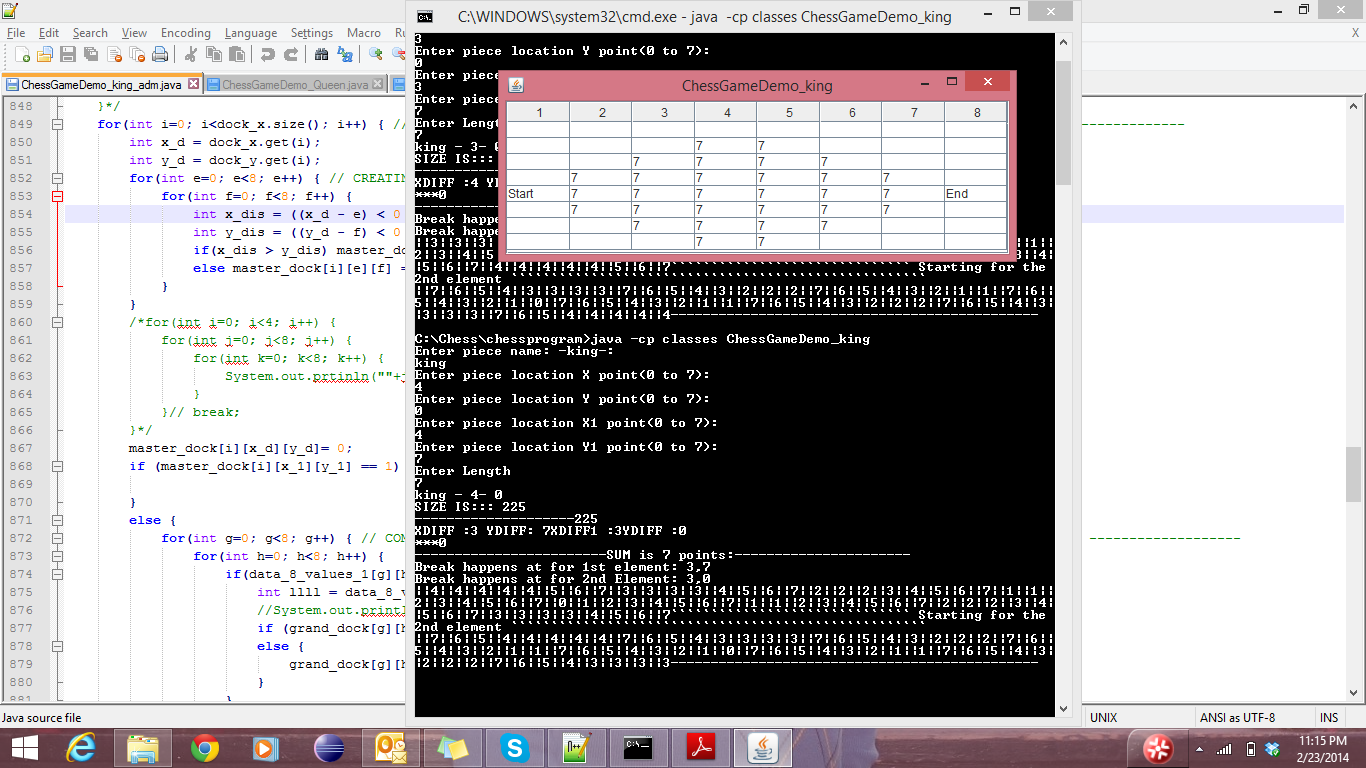 C:\WINDOWS\system32\cmd.exe - java -cp classes ChessGameDemo_king
File Edit Search View Encoding Language Settings Macro
X
ChessGameDemo_king_adm.java ChessGameDemo_Queen.java
848 }*/
849 for(int i=0; i<dock_x.size(); i++) { //
850 int x_d = dock_x.get(i);
851 int y_d = dock_y.get(i);
852 for(int e=0; e<8; e++) { // CREATIN
853 for(int f=0; f<8; f++) {
854 int x_dis = ((x_d - e) < 0
855 int y_dis = ((y_d - f) < 0
856 if(x_dis > y_dis) master_do
857 else master_dock[i][e][f] =
858 }
859 }
860 /*for(int i=0; i<4; i++) {
861 for(int j=0; j<8; j++) {
862 for(int k=0; k<8; k++) {
863 System.out.prtinln(""+
864 }
865 }// break;
866 }*/
867 master_dock[i][x_d][y_d]= 0;
868 if (master_dock[i][x_1][y_1] == 1)
869
870 }
871 else {
872 for(int g=0; g<8; g++) { // COM
873 for(int h=0; h<8; h++) {
874 if(data_8_values_1[g][h
875 int llll = data_8_v
876 //System.out.printl
877 if (grand_dock[g][h
878 else {
879 grand_dock[g][h
880 }
881 }
3
Enter piece location Y point(0 to 7):
0
Enter piec
3
Enter piec
7
Enter Leng
7
king - 3- 0
SIZE IS:::
XDIFF :4 YD
***0
Break happe
Break happe
ChessGameDemo_king
1 2 3 4 5 6 7 8
7 7
7 7 7 7
7 7 7 7 7 7
Start 7 7 7 7 7 7 End
7 7 7 7 7 7
7 7 7 7
7 7
Starting for the
2nd element
C:\Chess\chessprogram>java -cp classes ChessGameDemo_king
Enter piece name: -king-:
king
Enter piece location X point(0 to 7):
4
Enter piece location Y point(0 to 7):
0
Enter piece location X1 point(0 to 7):
4
Enter piece location Y1 point(0 to 7):
7
Enter Length
7
king - 4- 0
SIZE IS::: 225
--------------------225
XDIFF :3 YDIFF: 7XDIFF1 :3YDIFF :0
***0
------------------------SUM is 7 points:----------------------
Break happens at for 1st element: 3,7
Break happens at for 2nd Element: 3,0
Starting for the
2nd element
Java source file
UNIX ANSI as UTF-8 INS
11:15 PM
2/23/2014